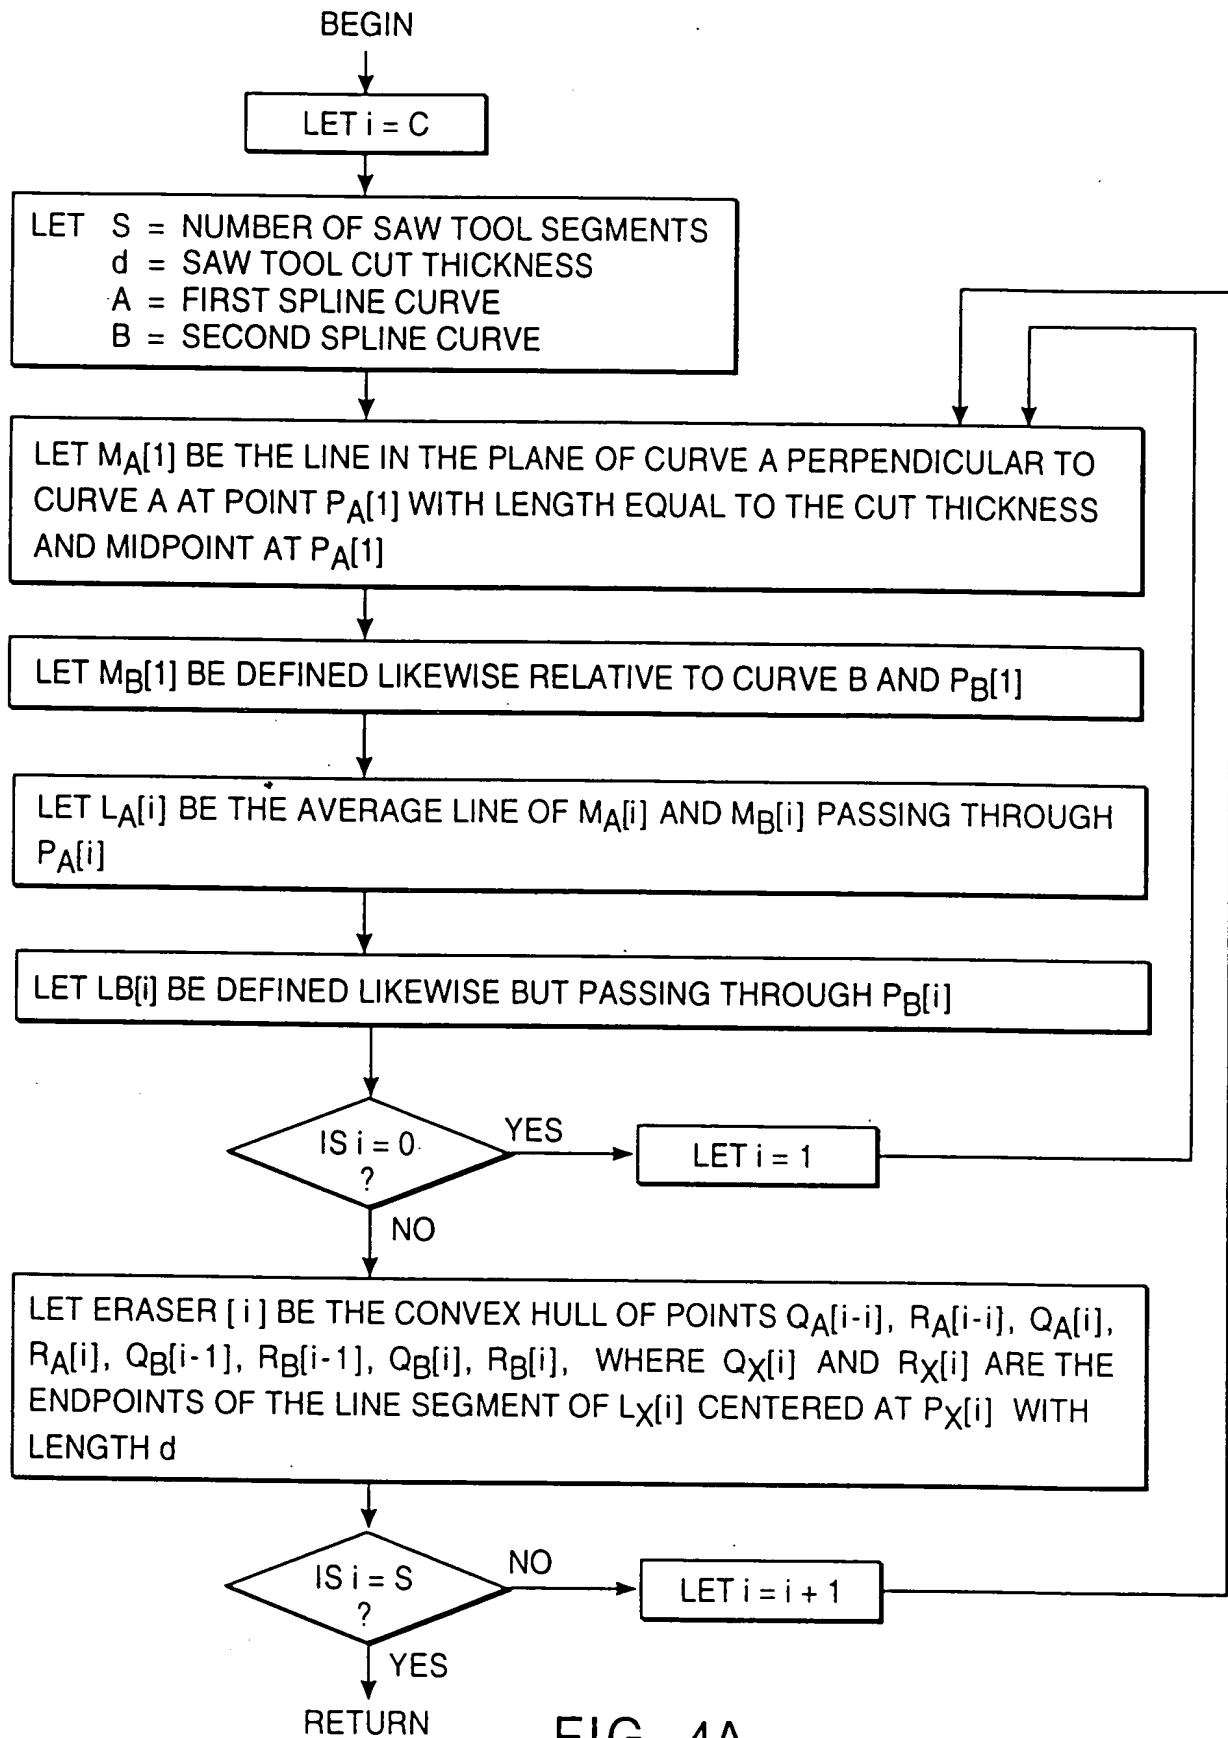 BEGIN
LET i = C
LET S = NUMBER OF SAW TOOL SEGMENTS
d = SAW TOOL CUT THICKNESS
A = FIRST SPLINE CURVE
B = SECOND SPLINE CURVE
LET MA[1] BE THE LINE IN THE PLANE OF CURVE A PERPENDICULAR TO
CURVE A AT POINT PA[1] WITH LENGTH EQUAL TO THE CUT THICKNESS
AND MIDPOINT AT PA[1]
LET MB[1] BE DEFINED LIKEWISE RELATIVE TO CURVE B AND PB[1]
LET LA[i] BE THE AVERAGE LINE OF MA[i] AND MB[i] PASSING THROUGH
PA[i]
LET LB[i] BE DEFINED LIKEWISE BUT PASSING THROUGH PB[i]
IS i = 0
?
YES
LET i = 1
NO
LET ERASER [i] BE THE CONVEX HULL OF POINTS QA[i-i], RA[i-i], QA[i],
RA[i], QB[i-1], RB[i-1], QB[i], RB[i], WHERE QX[i] AND RX[i] ARE THE
ENDPOINTS OF THE LINE SEGMENT OF LX[i] CENTERED AT PX[i] WITH
LENGTH d
IS i = S
?
NO
LET i = i + 1
YES
RETURN
FIG. 4A